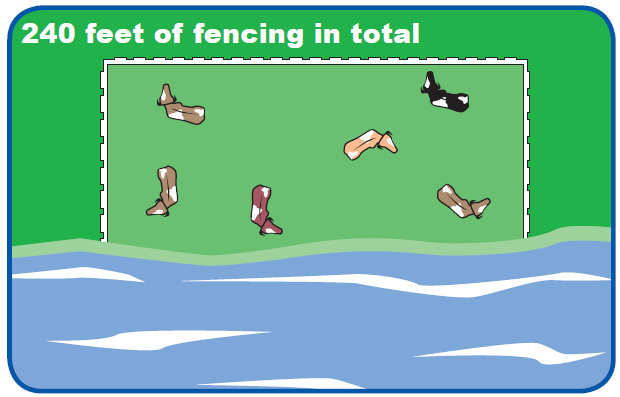 240 feet of fencing in total